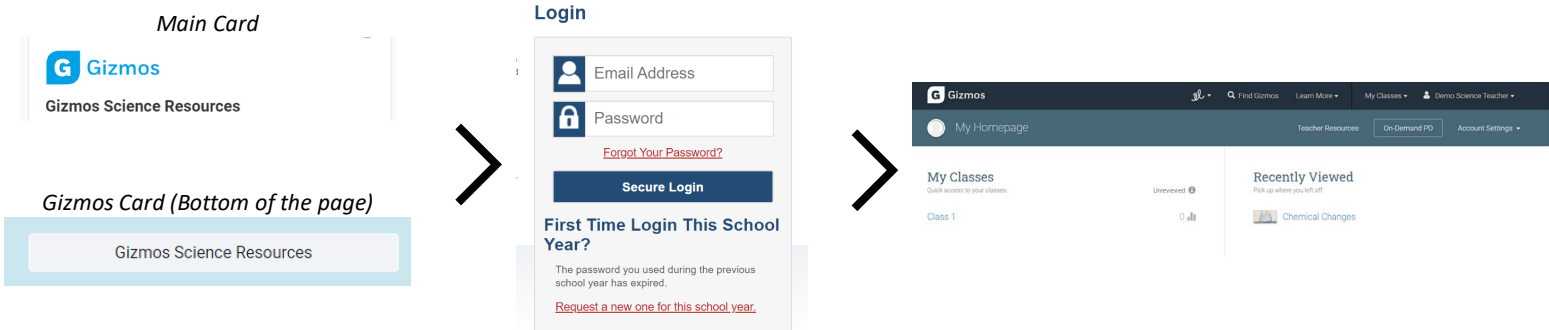 Main Card
G Gizmos
Gizmos Science Resources
Gizmos Card (Bottom of the page)
Gizmos Science Resources
Login
Email Address
Password
Forgot Your Password?
Secure Login
First Time Login This School
Year?
The password you used during the previous
school year has expired.
Request a new one for this school year.
G Gizmos
Find Gizmos
Learn More
My Classes
Demo Science Teacher
My Homepage
Teacher Resources
On-Demand PD
Account Settings
My Classes
Quick access to your classes.
Unreviewed
Class 1
0
Recently Viewed
Pick up where you left off.
Chemical Changes